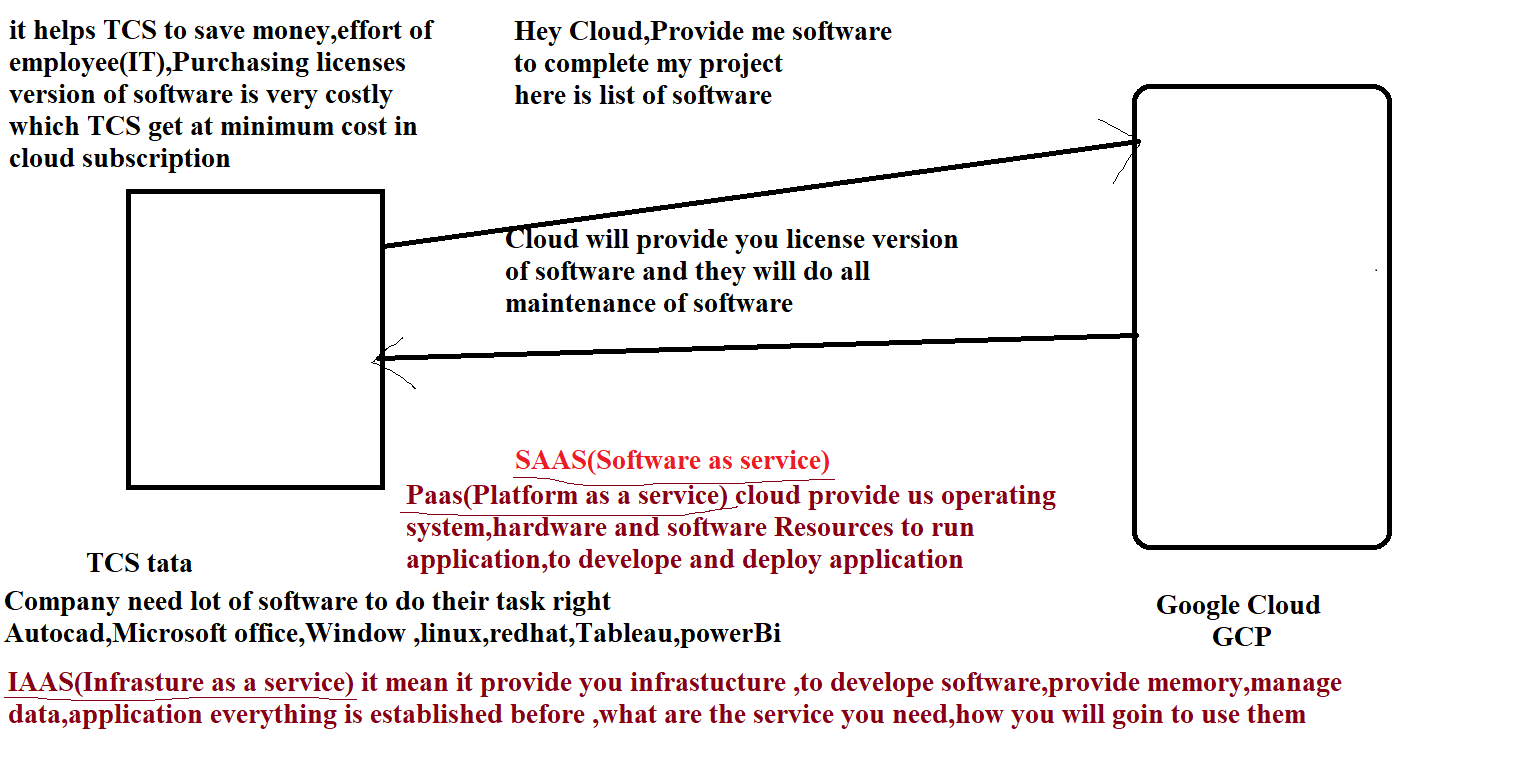 it helps TCS to save money,effort of
employee(IT),Purchasing licenses
version of software is very costly
which TCS get at minimum cost in
cloud subscription
Hey Cloud,Provide me software
to complete my project
here is list of software
Cloud will provide you license version
of software and they will do all
maintenance of software
SAAS(Software as service)
Paas(Platform as a service) cloud provide us operating
system,hardware and software Resources to run
application,to develope and deploy application
TCS tata
Company need lot of software to do their task right
Autocad,Microsoft office,Window ,linux,redhat,Tableau,powerBi
Google Cloud
GCP
IAAS(Infrasture as a service) it mean it provide you infrastucture ,to develope software,provide memory,manage
data,application everything is established before ,what are the service you need,how you will goin to use them